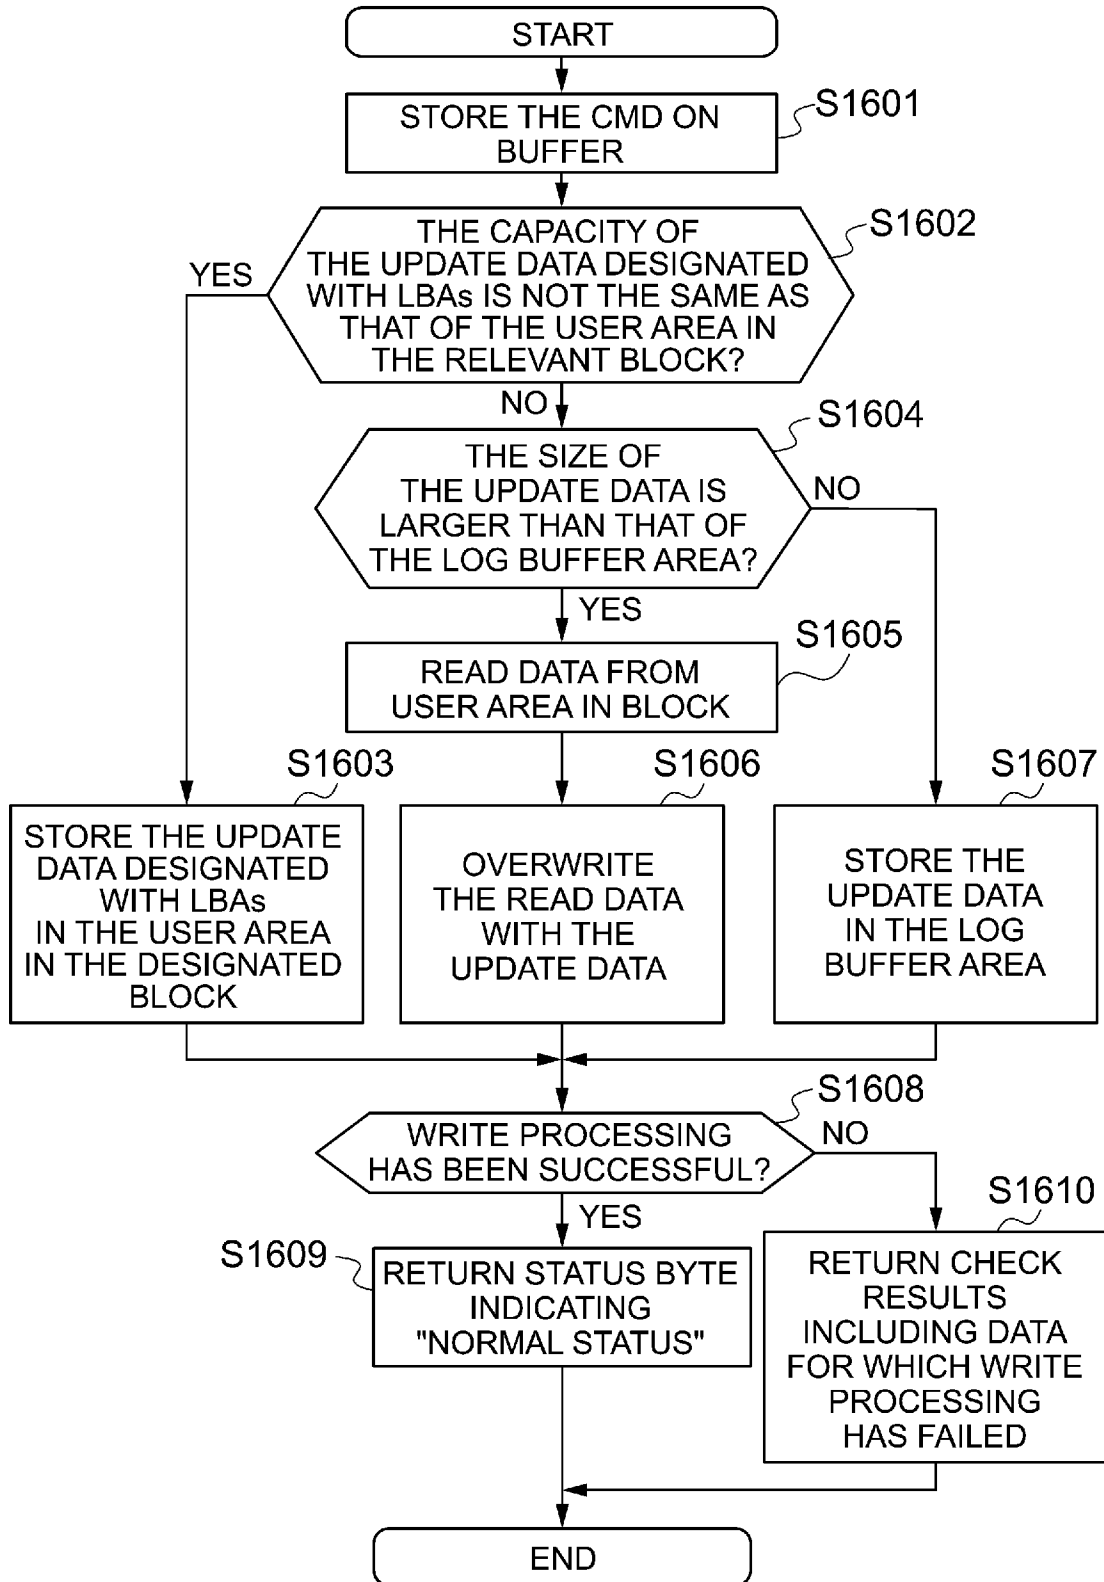 START
S1601
STORE THE CMD ON
BUFFER
S1602
THE CAPACITY OF
THE UPDATE DATA DESIGNATED
WITH LBAs IS NOT THE SAME AS
THAT OF THE USER AREA IN
THE RELEVANT BLOCK?
YES
NO
S1604
THE SIZE OF
THE UPDATE DATA IS
LARGER THAN THAT OF
THE LOG BUFFER AREA?
NO
YES
S1605
READ DATA FROM
USER AREA IN BLOCK
S1603
STORE THE UPDATE
DATA DESIGNATED
WITH LBAs
IN THE USER AREA
IN THE DESIGNATED
BLOCK
S1606
OVERWRITE
THE READ DATA
WITH THE
UPDATE DATA
S1607
STORE THE
UPDATE DATA
IN THE LOG
BUFFER AREA
S1608
WRITE PROCESSING
HAS BEEN SUCCESSFUL?
NO
YES
S1609
RETURN STATUS BYTE
INDICATING
"NORMAL STATUS"
S1610
RETURN CHECK
RESULTS
INCLUDING DATA
FOR WHICH WRITE
PROCESSING
HAS FAILED
END